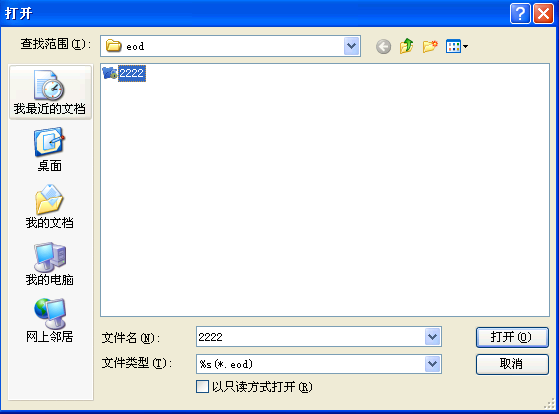 打开
查找范围(I):
eod
2222
我最近的文档
桌面
我的文档
我的电脑
网上邻居
文件名(N):
2222
打开(O)
文件类型(T):
%s(*.eod)
取消
以只读方式打开(R)